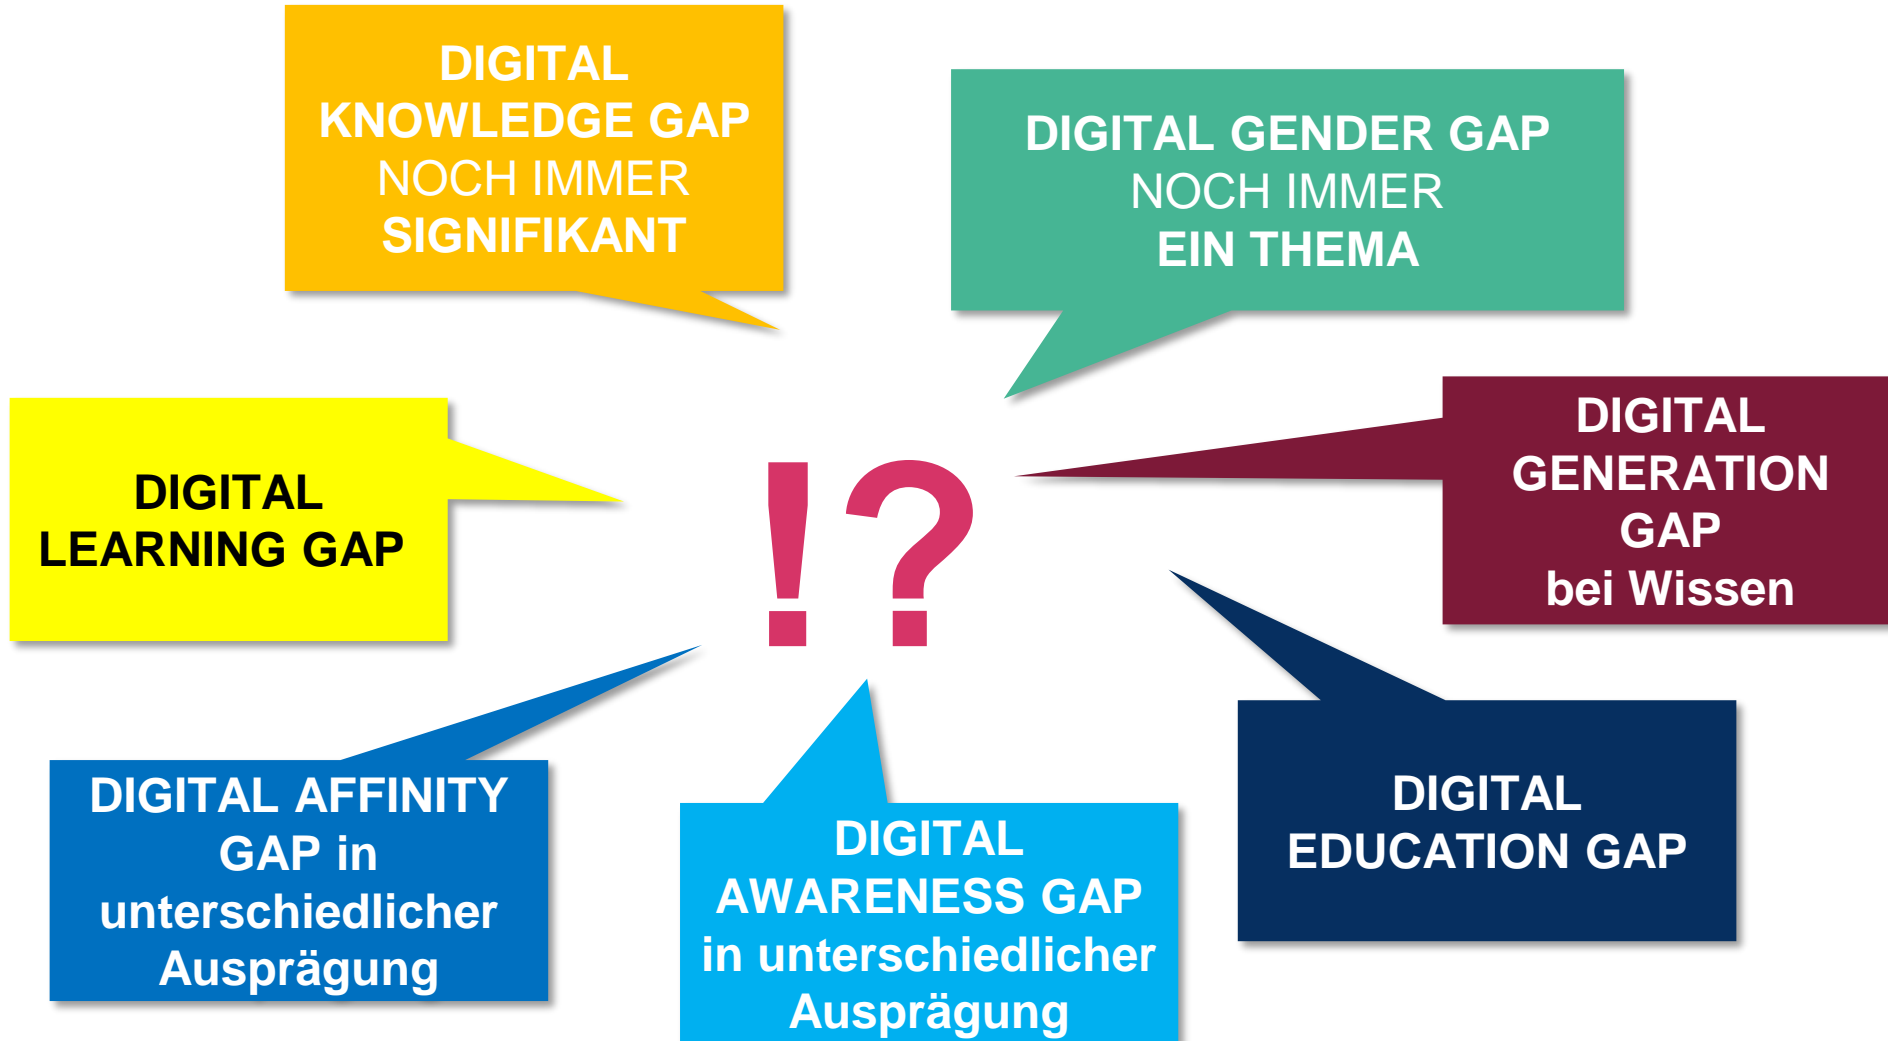 DIGITAL
KNOWLEDGE GAP
NOCH IMMER
SIGNIFIKANT
DIGITAL GENDER GAP
NOCH IMMER
EIN THEMA
DIGITAL
LEARNING GAP
!?
DIGITAL
GENERATION
GAP
bei Wissen
DIGITAL AFFINITY
GAP in
unterschiedlicher
Ausprägung
DIGITAL
AWARENESS GAP
in unterschiedlicher
Ausprägung
DIGITAL
EDUCATION GAP